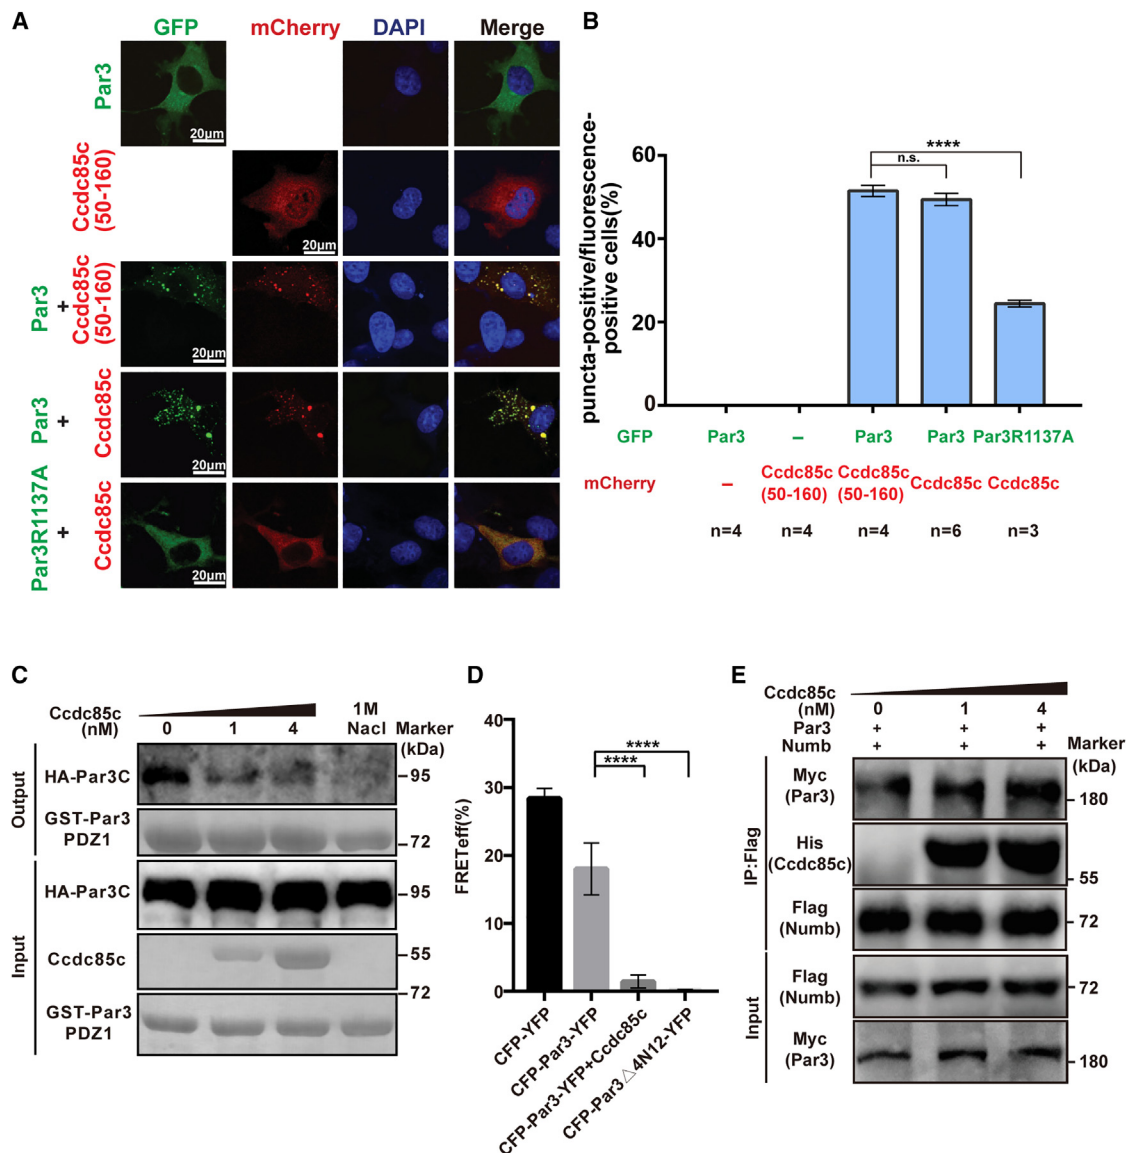 A
GFP
mCherry
DAPI
Merge
Par3
20μm
Ccdc85c
(50-160)
20μm
Par3
+
Ccdc85c
(50-160)
20μm
20μm
Par3
+
Ccdc85c
20μm
20μm
Par3R1137A
+
Ccdc85c
20μm
20μm
B
puncta-positive/fluorescence-
positive cells(%)
60
40
20
0
****
n.s.
GFP Par3 – Par3 Par3 Par3R1137A
mCherry – Ccdc85c (50-160) Ccdc85c (50-160) Ccdc85c Ccdc85c
n=4 n=4 n=4 n=6 n=3
C
Ccdc85c
(nM)
0 1 4
1M
Nacl
Marker
(kDa)
Output
HA-Par3C
95
GST-Par3
PDZ1
72
Input
HA-Par3C
95
Ccdc85c
55
72
GST-Par3
PDZ1
D
FRETeff(%)
40
30
20
10
0
****
****
CFP-YFP
CFP-Par3-YFP
CFP-Par3-YFP+Ccdc85c
CFP-Par3△4N12-YFP
E
Ccdc85c
(nM)
0 1 4
Par3 + + +
Numb + + +
Marker
(kDa)
IP:Flag
Myc
(Par3)
180
His
(Ccdc85c)
55
Flag
(Numb)
72
Input
Flag
(Numb)
72
Myc
(Par3)
180